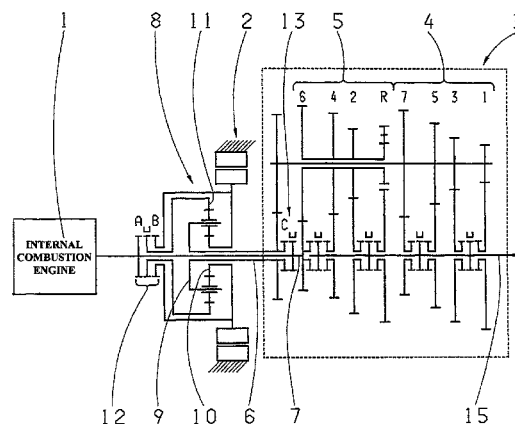 1 8 11 2 13 5 4 3
6 4 2 R 7 5 3 1
A B C
INTERNAL
COMBUSTION
ENGINE
12 9 10 6 7 15